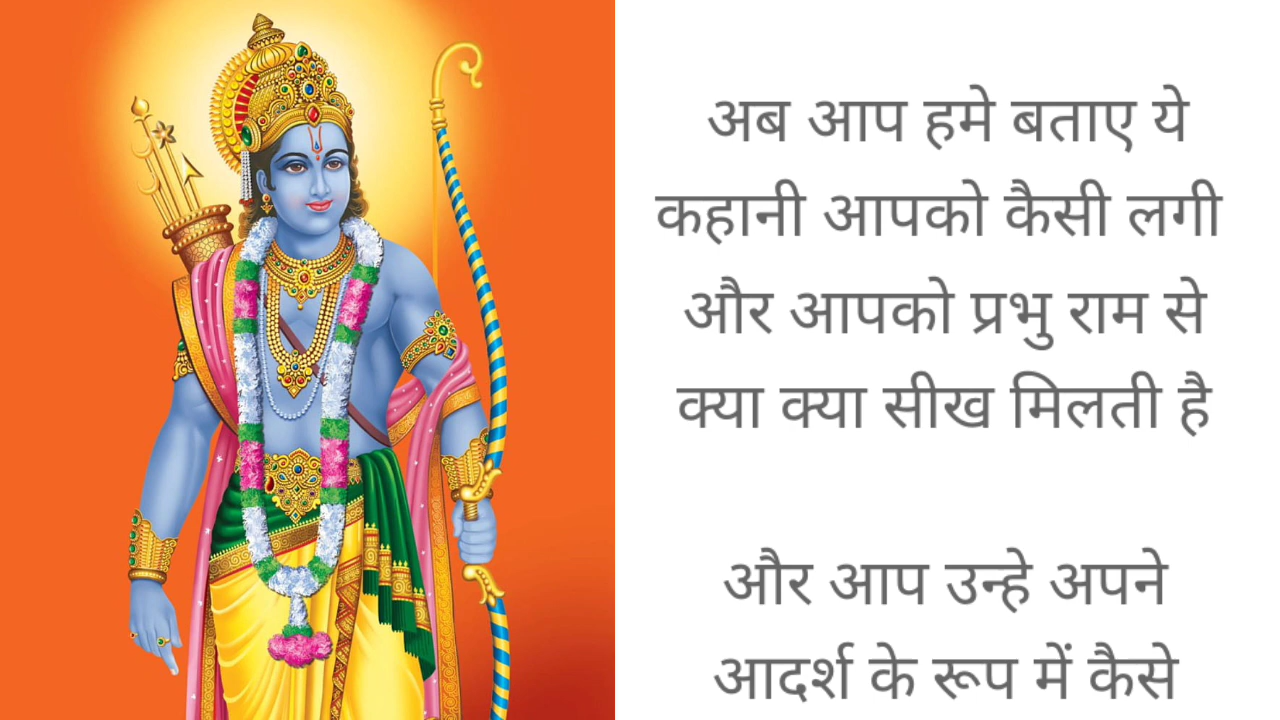 अब आप हमे बताए ये
कहानी आपको कैसी लगी
और आपको प्रभु राम से
क्या क्या सीख मिलती है
और आप उन्हे अपने
आदर्श के रूप में कैसे